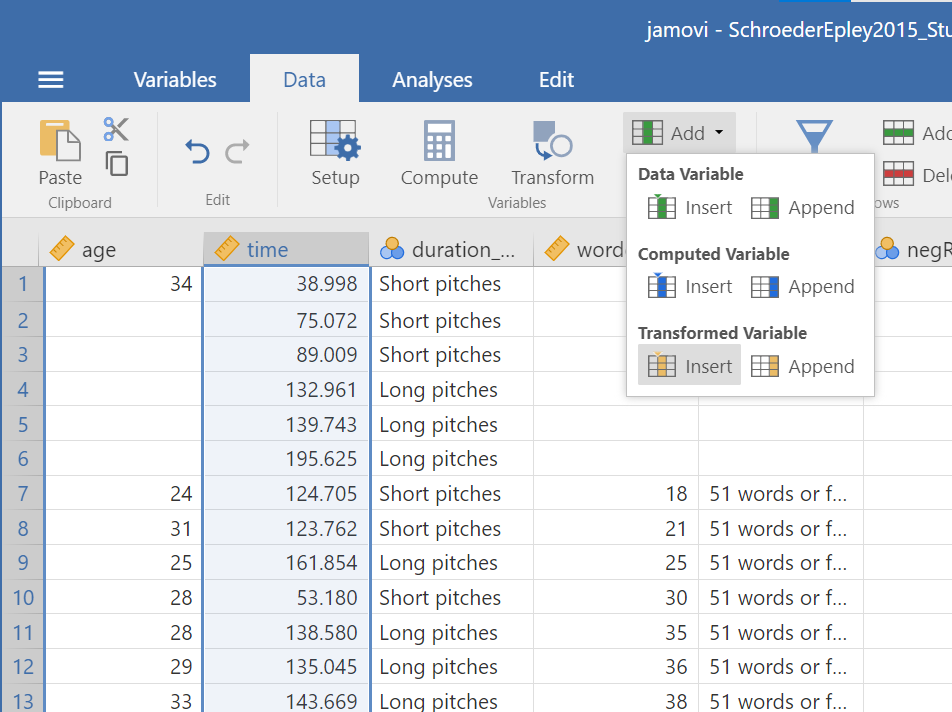 jamovi - SchroederEpley2015_Stu
Variables Data Analyses Edit
Paste Setup Compute Transform Add Add
Dele
Clipboard Edit Variables ows
Data Variable
Insert Append
Computed Variable
Insert Append
Transformed Variable
Insert Append
age time duration_... word negR
1 34 38.998 Short pitches
2 75.072 Short pitches
3 89.009 Short pitches
4 132.961 Long pitches
5 139.743 Long pitches
6 195.625 Long pitches
7 24 124.705 Short pitches 18 51 words or f...
8 31 123.762 Short pitches 21 51 words or f...
9 25 161.854 Long pitches 25 51 words or f...
10 28 53.180 Short pitches 30 51 words or f...
11 28 138.580 Long pitches 35 51 words or f...
12 29 135.045 Long pitches 36 51 words or f...
13 33 143.669 Long pitches 38 51 words or f...